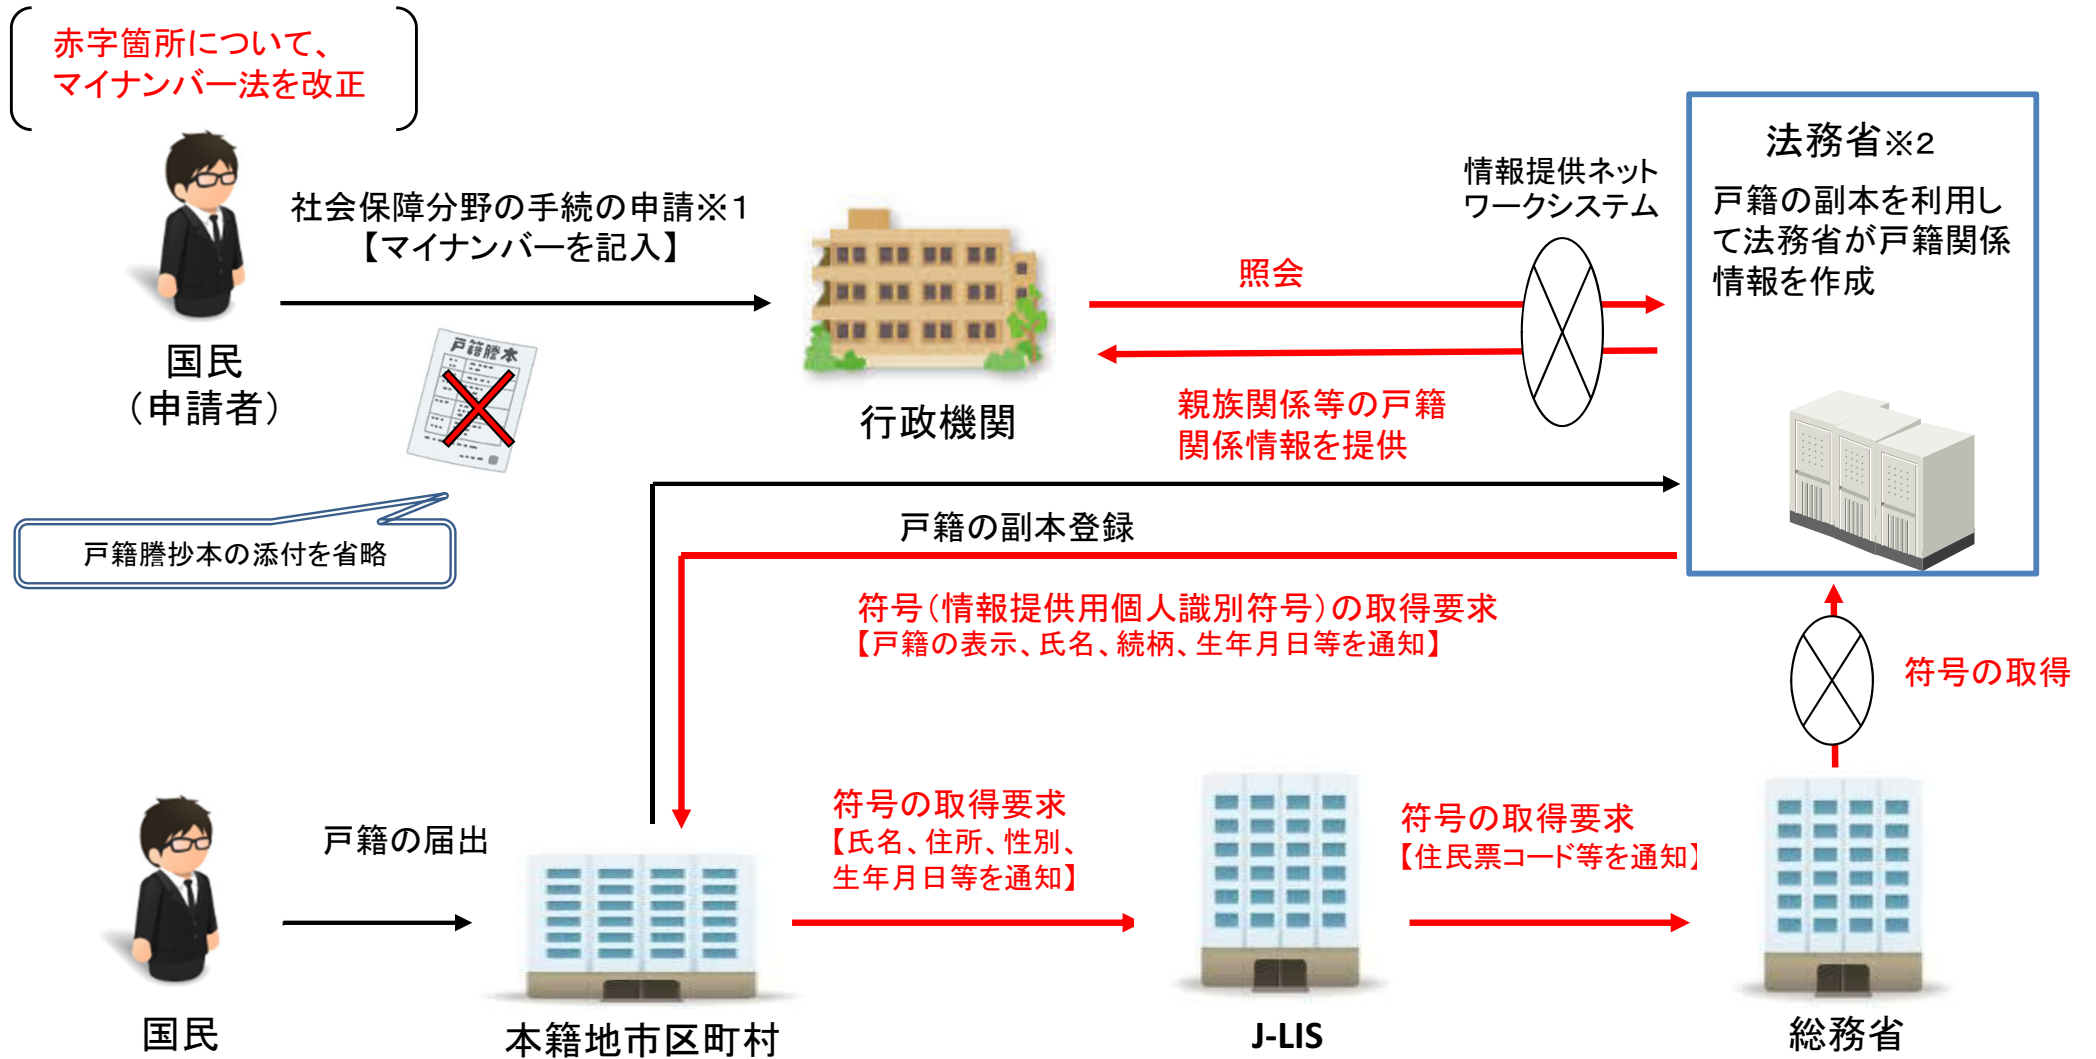 赤字箇所について、
マイナンバー法を改正
社会保障分野の手続の申請※1
【マイナンバーを記入】
国民
（申請者）
戸籍謄本
戸籍謄抄本の添付を省略
行政機関
照会
親族関係等の戸籍
関係情報を提供
情報提供ネット
ワークシステム
法務省※2
戸籍の副本を利用し
て法務省が戸籍関係
情報を作成
戸籍の副本登録
符号（情報提供用個人識別符号）の取得要求
【戸籍の表示、氏名、続柄、生年月日等を通知】
符号の取得
戸籍の届出
国民
本籍地市区町村
符号の取得要求
【氏名、住所、性別、
生年月日等を通知】
J-LIS
符号の取得要求
【住民票コード等を通知】
総務省